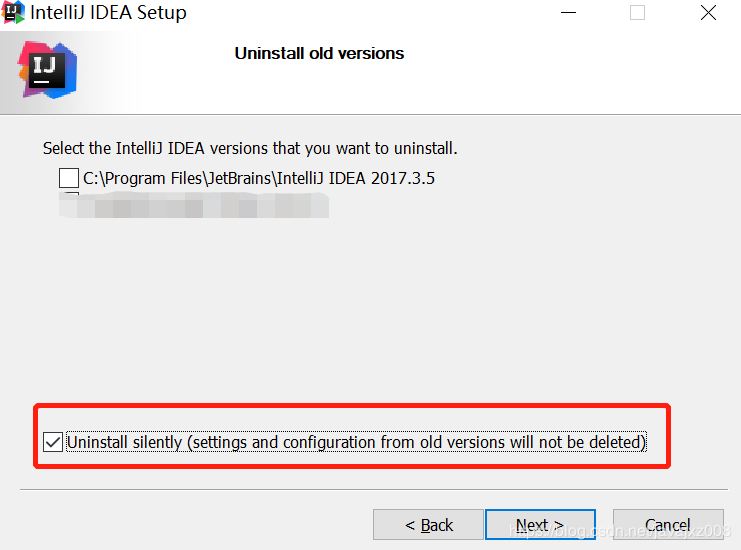 IntelliJ IDEA Setup
IJ
Uninstall old versions
Select the IntelliJ IDEA versions that you want to uninstall.
C:\Program Files\JetBrains\IntelliJ IDEA 2017.3.5
Uninstall silently (settings and configuration from old versions will not be deleted)
< Back
Next >
Cancel
https://blog.csdn.net/javajxz008